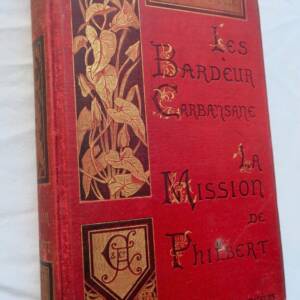 Les
Bardeur
Carbansane
La
Mission
de
Philbert